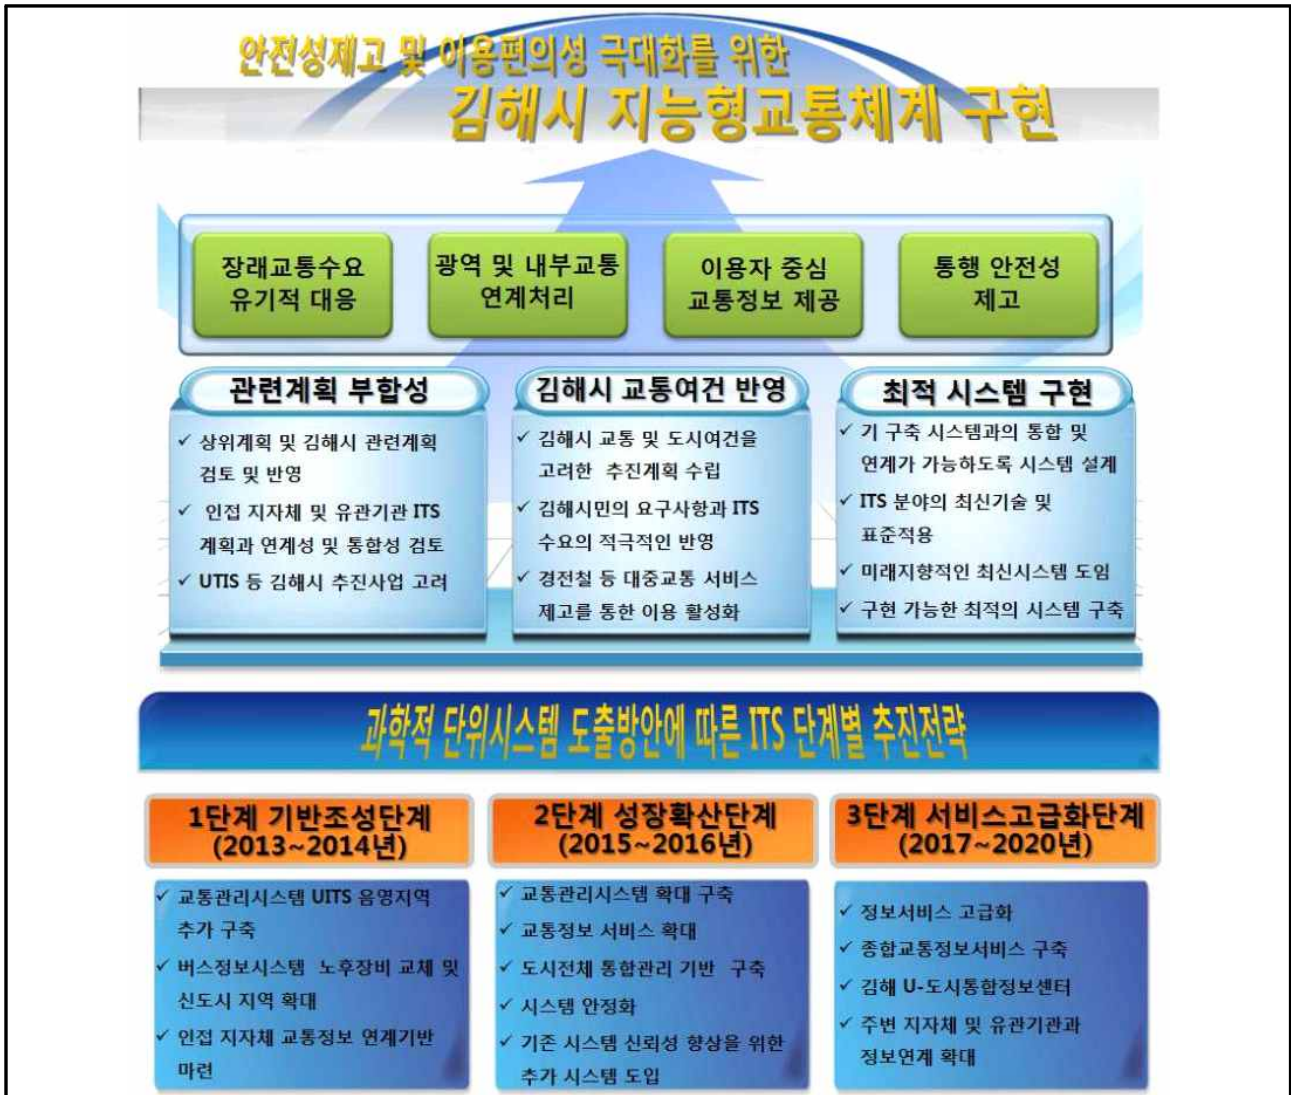 안전성제고 및 이용편의성 극대화를 위한
김해시 지능형교통체계 구현
장래교통수요
유기적 대응
광역 및 내부교통
연계처리
이용자 중심
교통정보 제공
통행 안전성
제고
관련계획 부합성
✓ 상위계획 및 김해시 관련계획
검토 및 반영
✓ 인접 지자체 및 유관기관 ITS
계획과 연계성 및 통합성 검토
✓ UTIS 등 김해시 추진사업 고려
김해시 교통여건 반영
✓ 김해시 교통 및 도시여건을
고려한 추진계획 수립
✓ 김해시민의 요구사항과 ITS
수요의 적극적인 반영
✓ 경전철 등 대중교통 서비스
제고를 통한 이용 활성화
최적 시스템 구현
✓ 기 구축 시스템과의 통합 및
연계가 가능하도록 시스템 설계
✓ ITS 분야의 최신기술 및
표준적용
✓ 미래지향적인 최신시스템 도입
✓ 구현 가능한 최적의 시스템 구축
과학적 단위시스템 도출방안에 따른 ITS 단계별 추진전략
1단계 기반조성단계
(2013~2014년)
✓ 교통관리시스템 UITS 음영지역
추가 구축
✓ 버스정보시스템 노후장비 교체 및
신도시 지역 확대
✓ 인접 지자체 교통정보 연계기반
마련
2단계 성장확산단계
(2015~2016년)
✓ 교통관리시스템 확대 구축
✓ 교통정보 서비스 확대
✓ 도시전체 통합관리 기반 구축
✓ 시스템 안정화
✓ 기존 시스템 신뢰성 향상을 위한
추가 시스템 도입
3단계 서비스고급화단계
(2017~2020년)
✓ 정보서비스 고급화
✓ 종합교통정보서비스 구축
✓ 김해 U-도시통합정보센터
✓ 주변 지자체 및 유관기관과
정보연계 확대